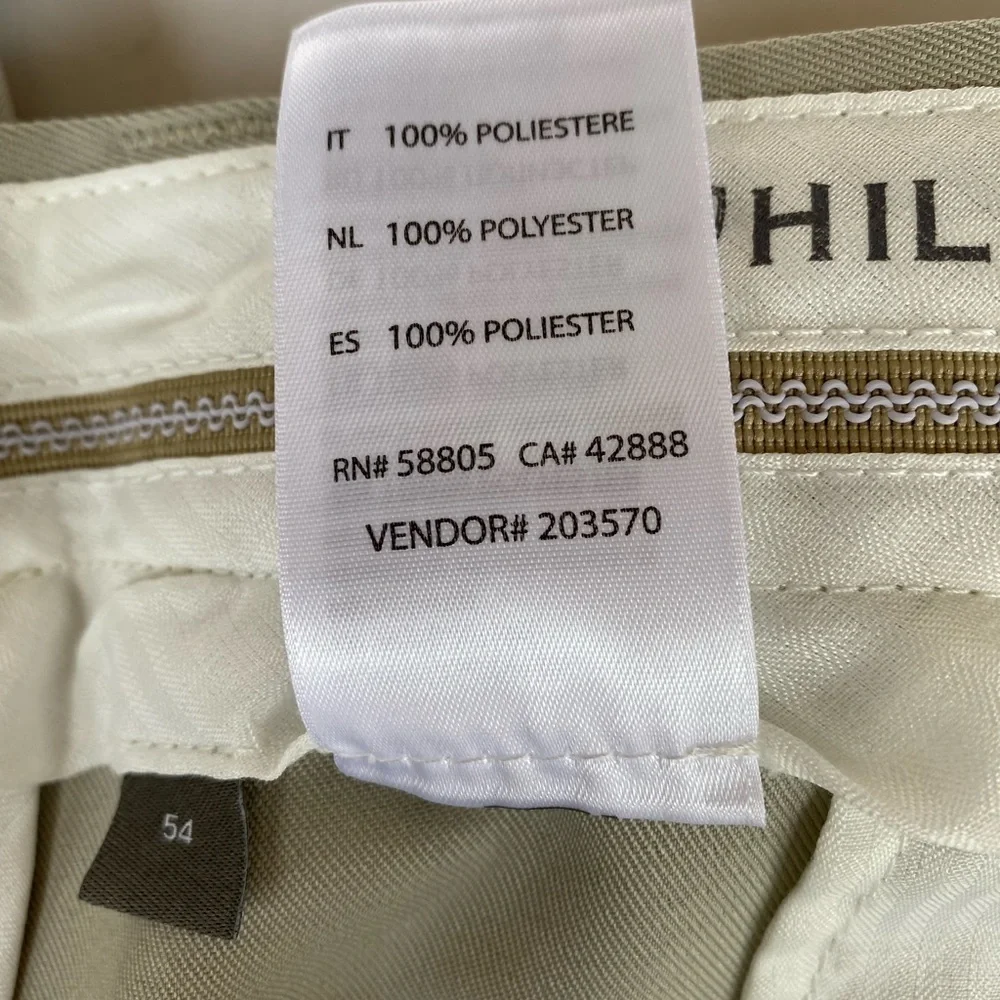 IT 100% POLIESTERE
NL 100% POLYESTER
ES 100% POLIESTER
RN# 58805 CA# 42888
VENDOR# 203570
HIL
54